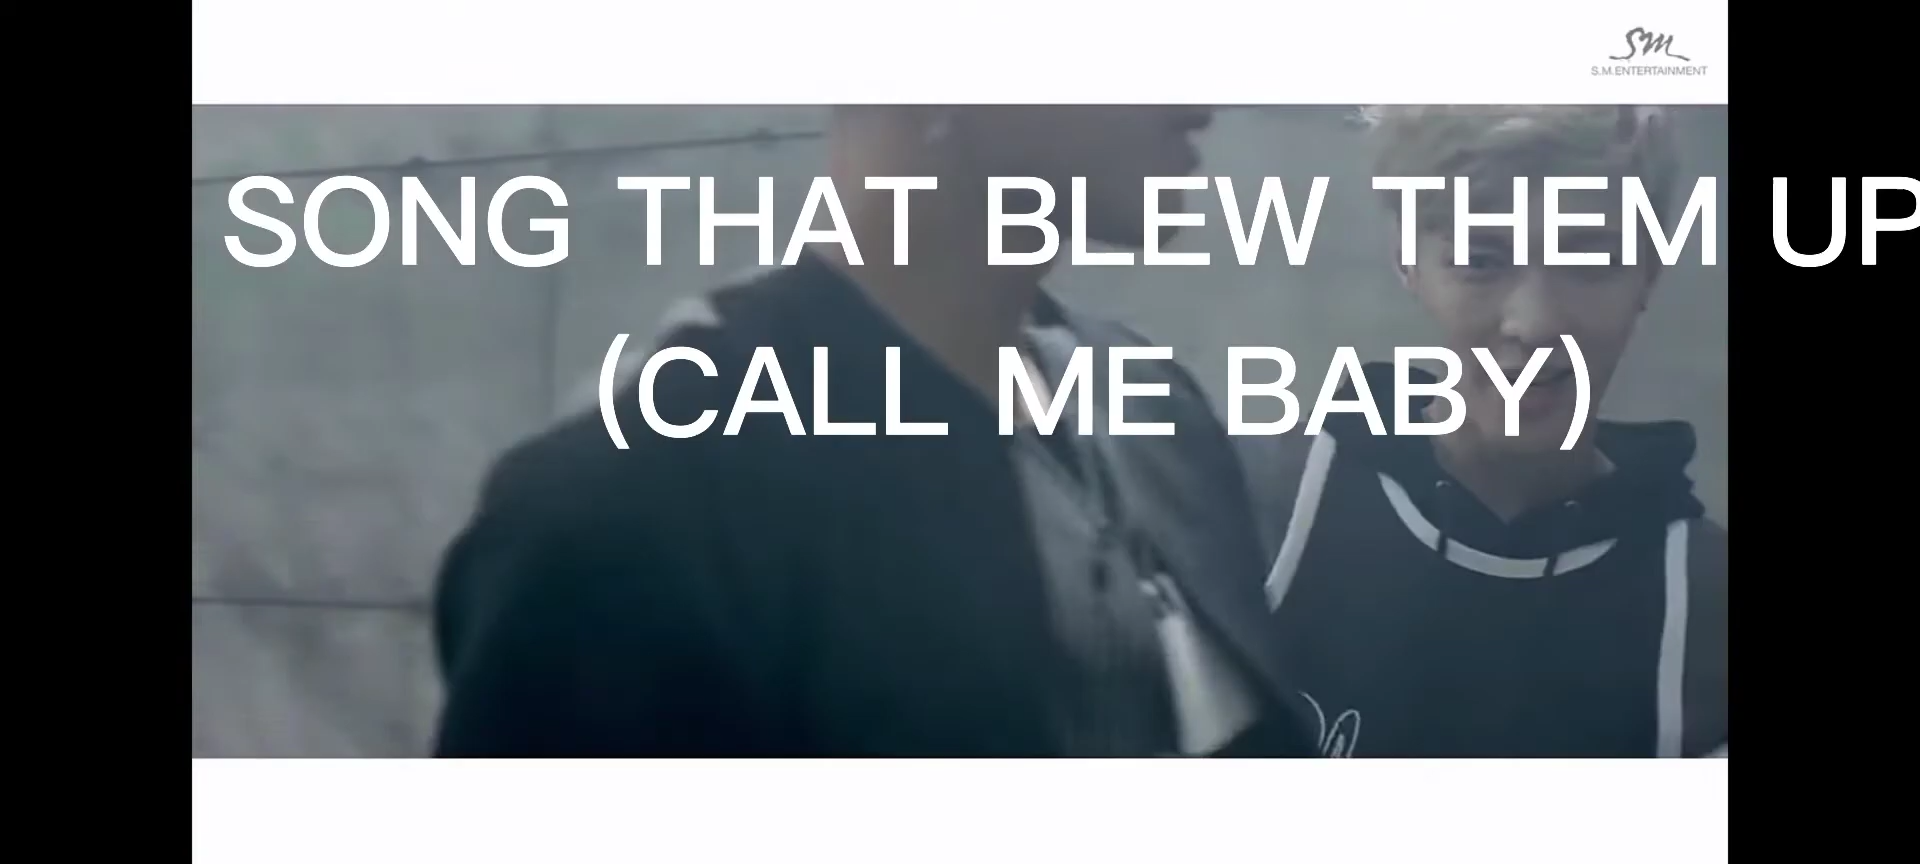 SM
S.M.ENTERTAINMENT
SONG THAT BLEW THEM UP
(CALL ME BABY)